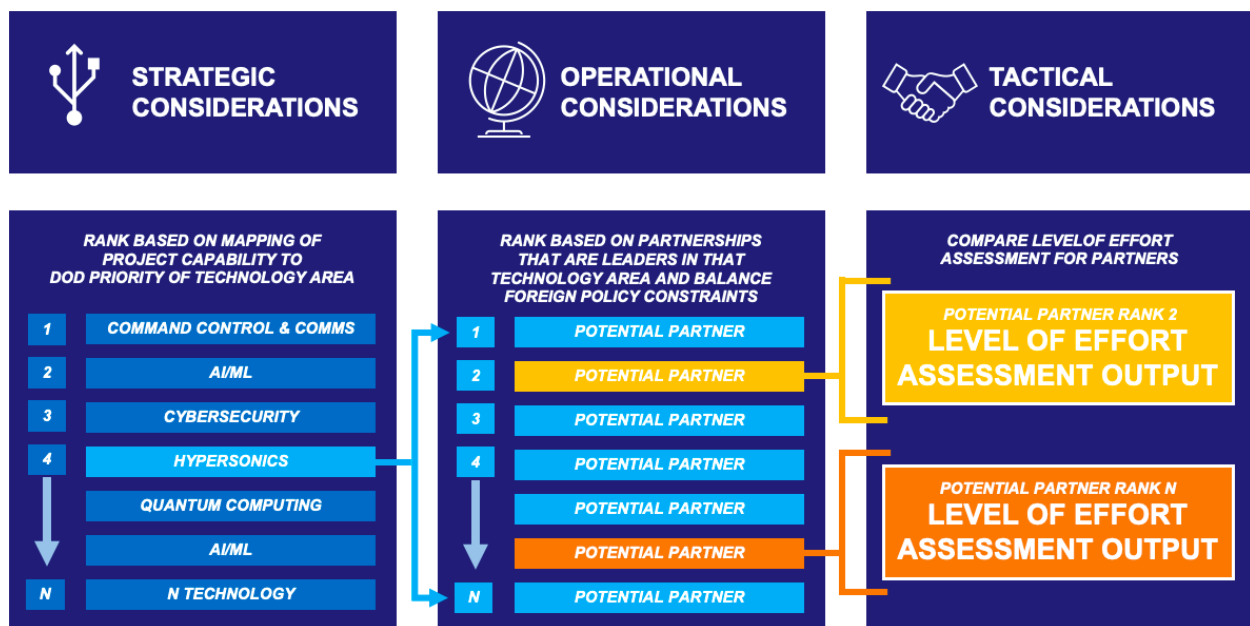 STRATEGIC
CONSIDERATIONS
OPERATIONAL
CONSIDERATIONS
TACTICAL
CONSIDERATIONS
RANK BASED ON MAPPING OF
PROJECT CAPABILITY TO
DOD PRIORITY OF TECHNOLOGY AREA
1 COMMAND CONTROL & COMMS
2 AI/ML
3 CYBERSECURITY
4 HYPERSONICS
QUANTUM COMPUTING
AI/ML
N N TECHNOLOGY
RANK BASED ON PARTNERSHIPS
THAT ARE LEADERS IN THAT
TECHNOLOGY AREA AND BALANCE
FOREIGN POLICY CONSTRAINTS
1 POTENTIAL PARTNER
2 POTENTIAL PARTNER
3 POTENTIAL PARTNER
4 POTENTIAL PARTNER
POTENTIAL PARTNER
POTENTIAL PARTNER
N POTENTIAL PARTNER
COMPARE LEVELOF EFFORT
ASSESSMENT FOR PARTNERS
POTENTIAL PARTNER RANK 2
LEVEL OF EFFORT
ASSESSMENT OUTPUT
POTENTIAL PARTNER RANK N
LEVEL OF EFFORT
ASSESSMENT OUTPUT